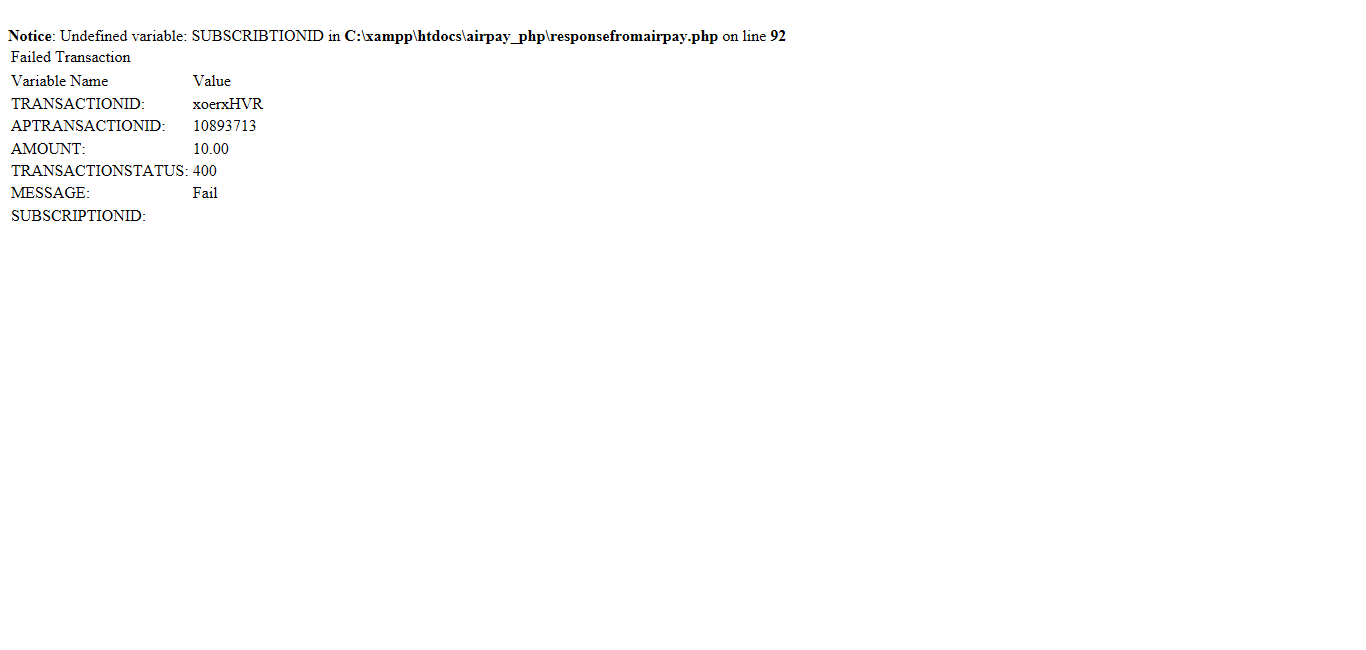 Notice: Undefined variable: SUBSCRIBTIONID in C:\xampp\htdocs\airpay_php\responsefromairpay.php on line 92
Failed Transaction
Variable Name Value
TRANSACTIONID: xoerxHVR
APTRANSACTIONID: 10893713
AMOUNT: 10.00
TRANSACTIONSTATUS: 400
MESSAGE: Fail
SUBSCRIPTIONID: